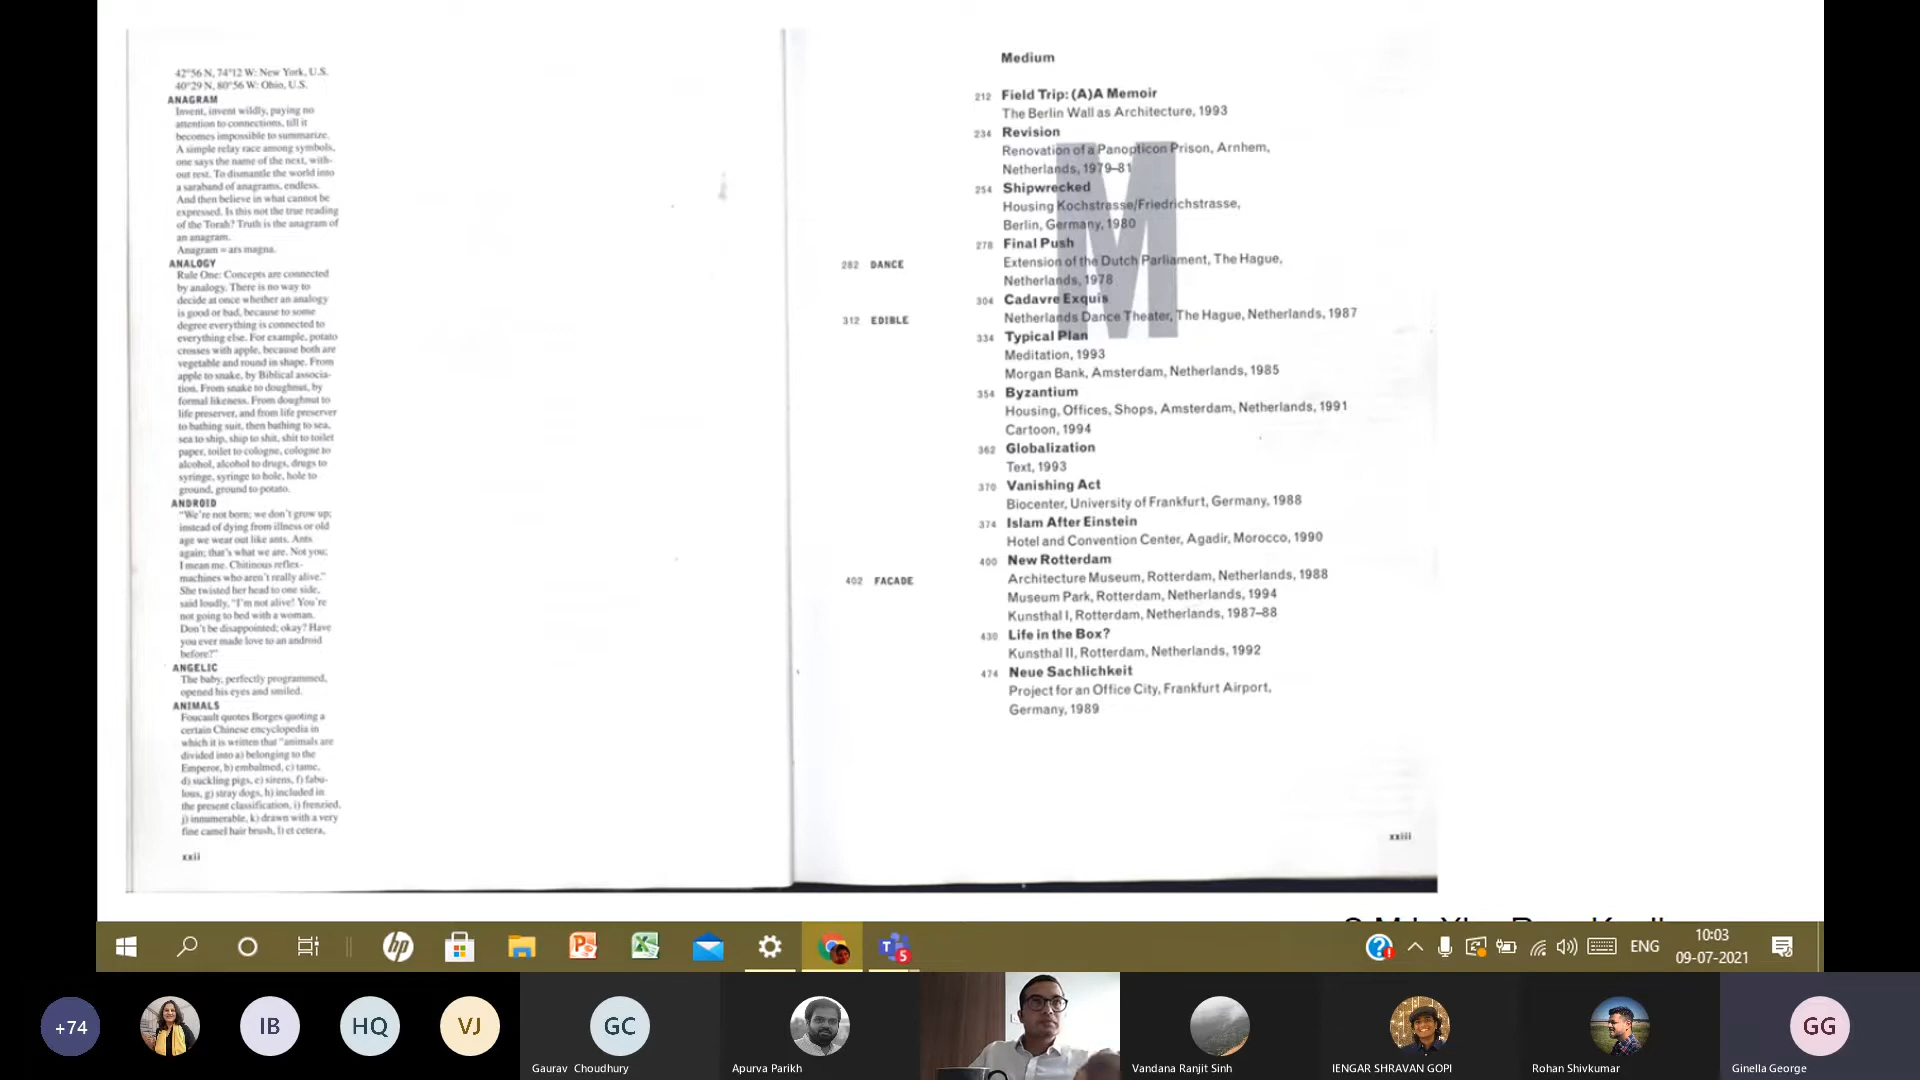 42°56 N, 74°12 W: New York, U.S.
40°29 N, 80°56 W: Ohio, U.S.
ANAGRAM
Invent, invent wildly, paying no
attention to connections, till it
becomes impossible to summarize.
A simple relay race among symbols,
one says the name of the next, with-
out rest. To dismantle the world into
a saraband of anagrams, endless.
And then believe in what cannot be
expressed. Is this not the true reading
of the Torah? Truth is the anagram of
an anagram.
Anagram = ars magna.
ANALOGY
Rule One: Concepts are connected
by analogy. There is no way to
decide at once whether an analogy
is good or bad, because to some
degree everything is connected to
everything else. For example, potato
crosses with apple, because both are
vegetable and round in shape. From
apple to snake, by Biblical associa-
tion. From snake to doughnut, by
formal likeness. From doughnut to
life preserver, and from life preserver
to bathing suit, then bathing to sea,
sea to ship, ship to shit, shit to toilet
paper, toilet to cologne, cologne to
alcohol, alcohol to drugs, drugs to
syringe, syringe to hole, hole to
ground, ground to potato.
ANDROID
"We're not born; we don't grow up;
instead of dying from illness or old
age we wear out like ants. Ants
again; that's what we are. Not you;
I mean me. Chitinous reflex-
machines who aren't really alive."
She twisted her head to one side,
said loudly, "I'm not alive! You're
not going to bed with a woman.
Don't be disappointed; okay? Have
you ever made love to an android
before?"
ANGELIC
The baby, perfectly programmed,
opened his eyes and smiled.
ANIMALS
Foucault quotes Borges quoting a
certain Chinese encyclopedia in
which it is written that "animals are
divided into a) belonging to the
Emperor, b) embalmed, c) tame,
d) suckling pigs, e) sirens, f) fabu-
lous, g) stray dogs, h) included in
the present classification, i) frenzied,
j) innumerable, k) drawn with a very
fine camel hair brush, l) et cetera,
xxii
M
Medium
212 Field Trip: (A)A Memoir
The Berlin Wall as Architecture, 1993
234 Revision
Renovation of a Panopticon Prison, Arnhem,
Netherlands, 1979–81
254 Shipwrecked
Housing Kochstrasse/Friedrichstrasse,
Berlin, Germany, 1980
278 Final Push
282 DANCE Extension of the Dutch Parliament, The Hague,
Netherlands, 1978
304 Cadavre Exquis
312 EDIBLE Netherlands Dance Theater, The Hague, Netherlands, 1987
334 Typical Plan
Meditation, 1993
Morgan Bank, Amsterdam, Netherlands, 1985
354 Byzantium
Housing, Offices, Shops, Amsterdam, Netherlands, 1991
Cartoon, 1994
362 Globalization
Text, 1993
370 Vanishing Act
Biocenter, University of Frankfurt, Germany, 1988
374 Islam After Einstein
Hotel and Convention Center, Agadir, Morocco, 1990
400 New Rotterdam
402 FACADE Architecture Museum, Rotterdam, Netherlands, 1988
Museum Park, Rotterdam, Netherlands, 1994
Kunsthal I, Rotterdam, Netherlands, 1987–88
430 Life in the Box?
Kunsthal II, Rotterdam, Netherlands, 1992
474 Neue Sachlichkeit
Project for an Office City, Frankfurt Airport,
Germany, 1989
xxiii
hp
T
5
ENG
10:03
09-07-2021
+74
IB
HQ
VJ
GC
GG
Gaurav Choudhury
Apurva Parikh
Vandana Ranjit Sinh
IENGAR SHRAVAN GOPI
Rohan Shivkumar
Ginella George